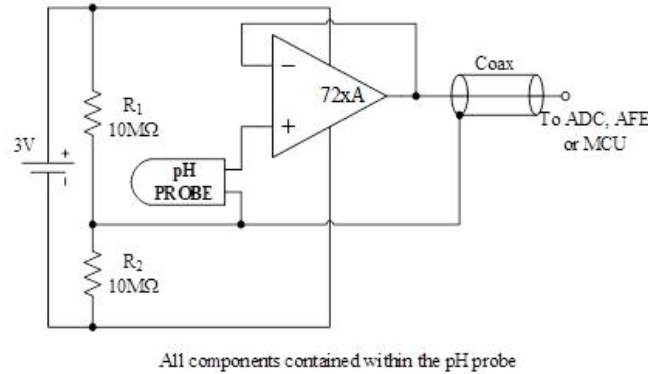 Coax
72xA
R1
10MΩ
3V
To ADC, AFE
or MCU
pH
PROBE
R2
10MΩ
All components contained within the pH probe